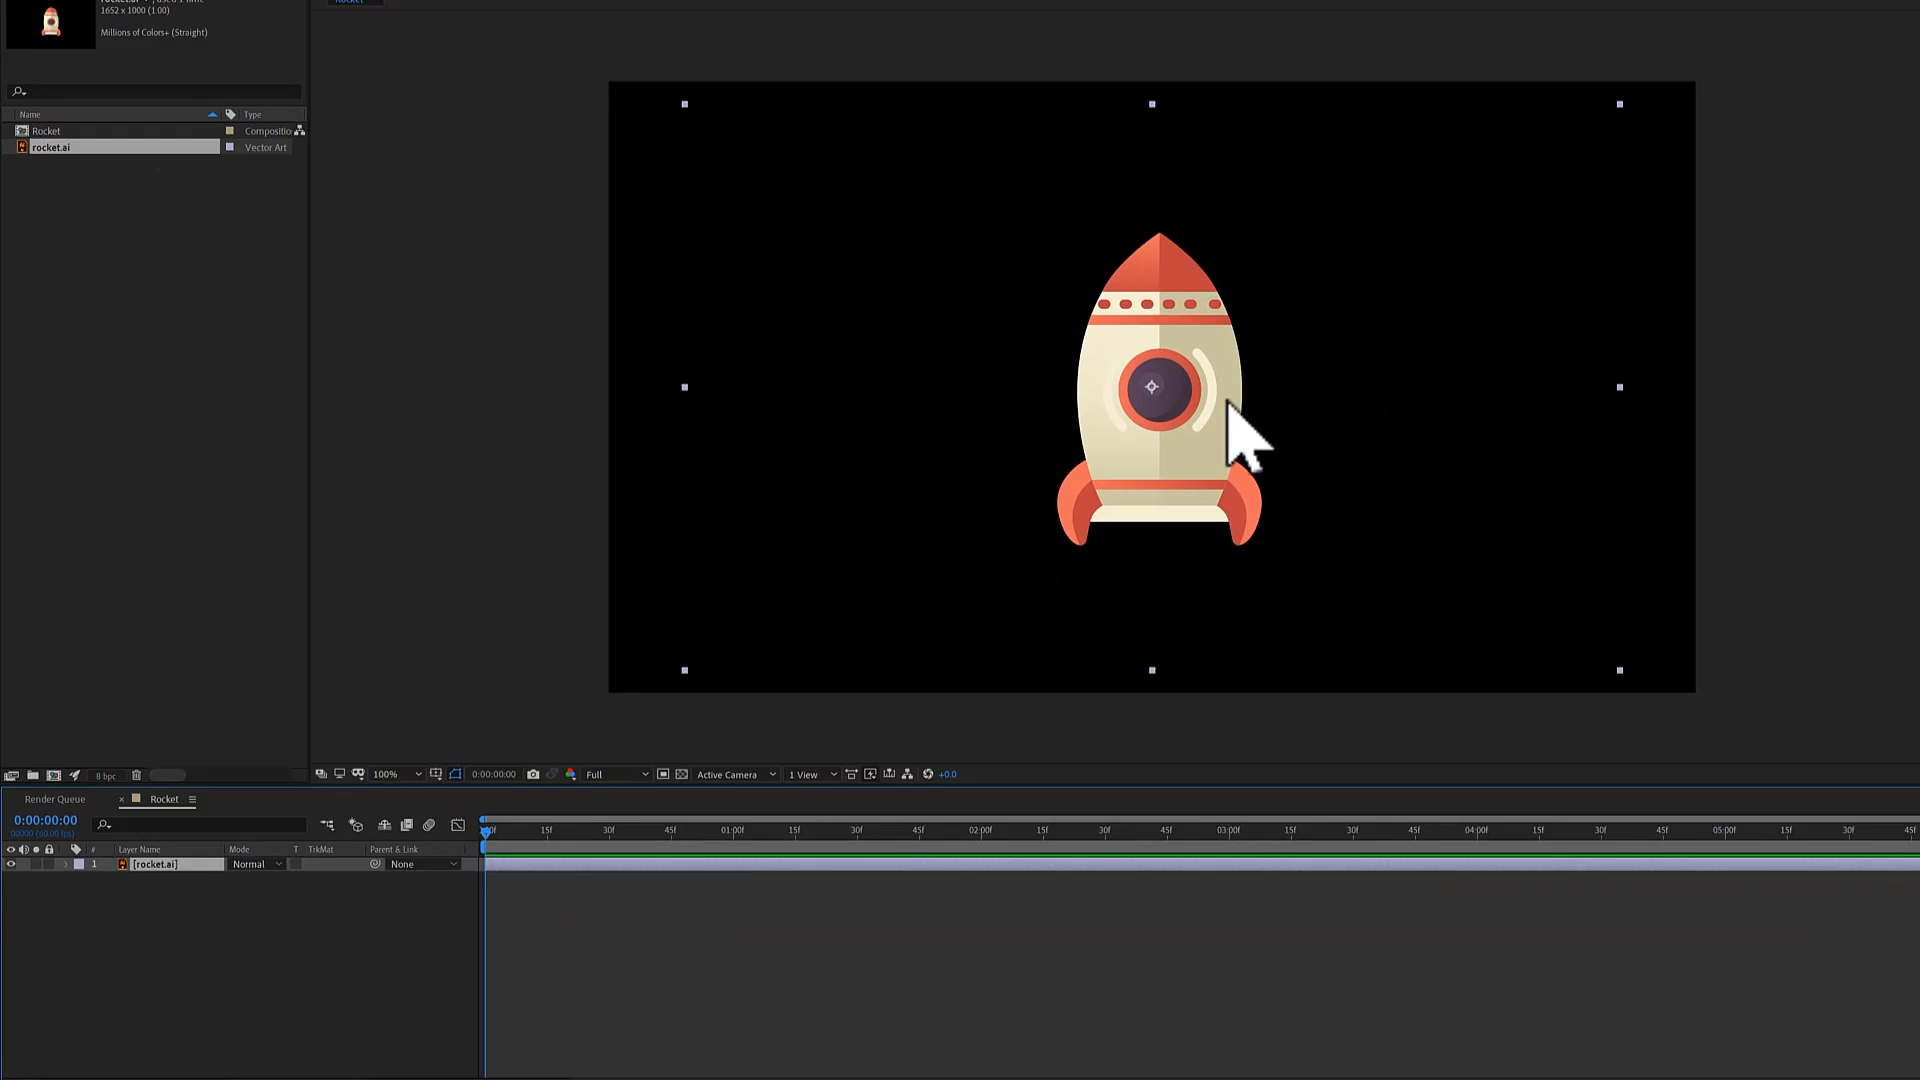 Rocket
1652 x 1000 (1.00)
Millions of Colors+ (Straight)
Name Type
Rocket Compositio
rocket.ai Vector Art
8 bpc
100% 0:00:00:00 Full Active Camera 1 View +0.0
Render Queue × Rocket
0:00:00:00
00000 (60.00 fps)
15f 30f 45f 01:00f 15f 30f 45f 02:00f 15f 30f 45f 03:00f 15f 30f 45f 04:00f 15f 30f 45f 05:00f 15f 30f 45f
# Layer Name Mode T TrkMat Parent & Link
1 [rocket.ai] Normal None